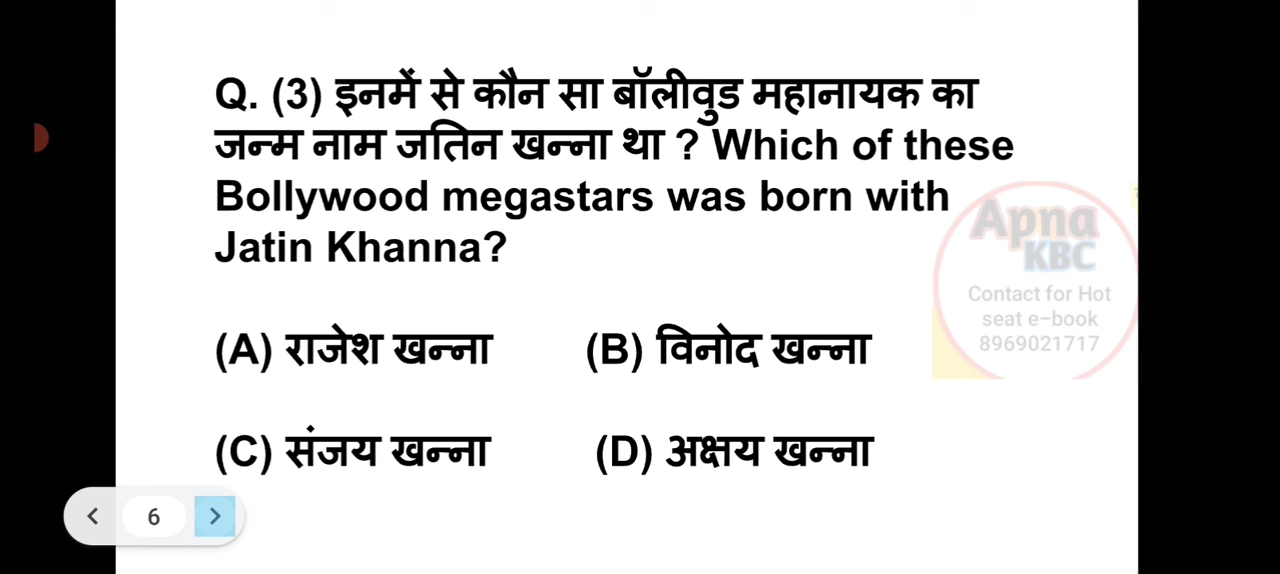 Q. (3) इनमें से कौन सा बॉलीवुड महानायक का
जन्म नाम जतिन खन्ना था ? Which of these
Bollywood megastars was born with
Jatin Khanna?
Apna
KBC
Contact for Hot
seat e-book
8969021717
(A) राजेश खन्ना (B) विनोद खन्ना
(C) संजय खन्ना (D) अक्षय खन्ना
< 6 >